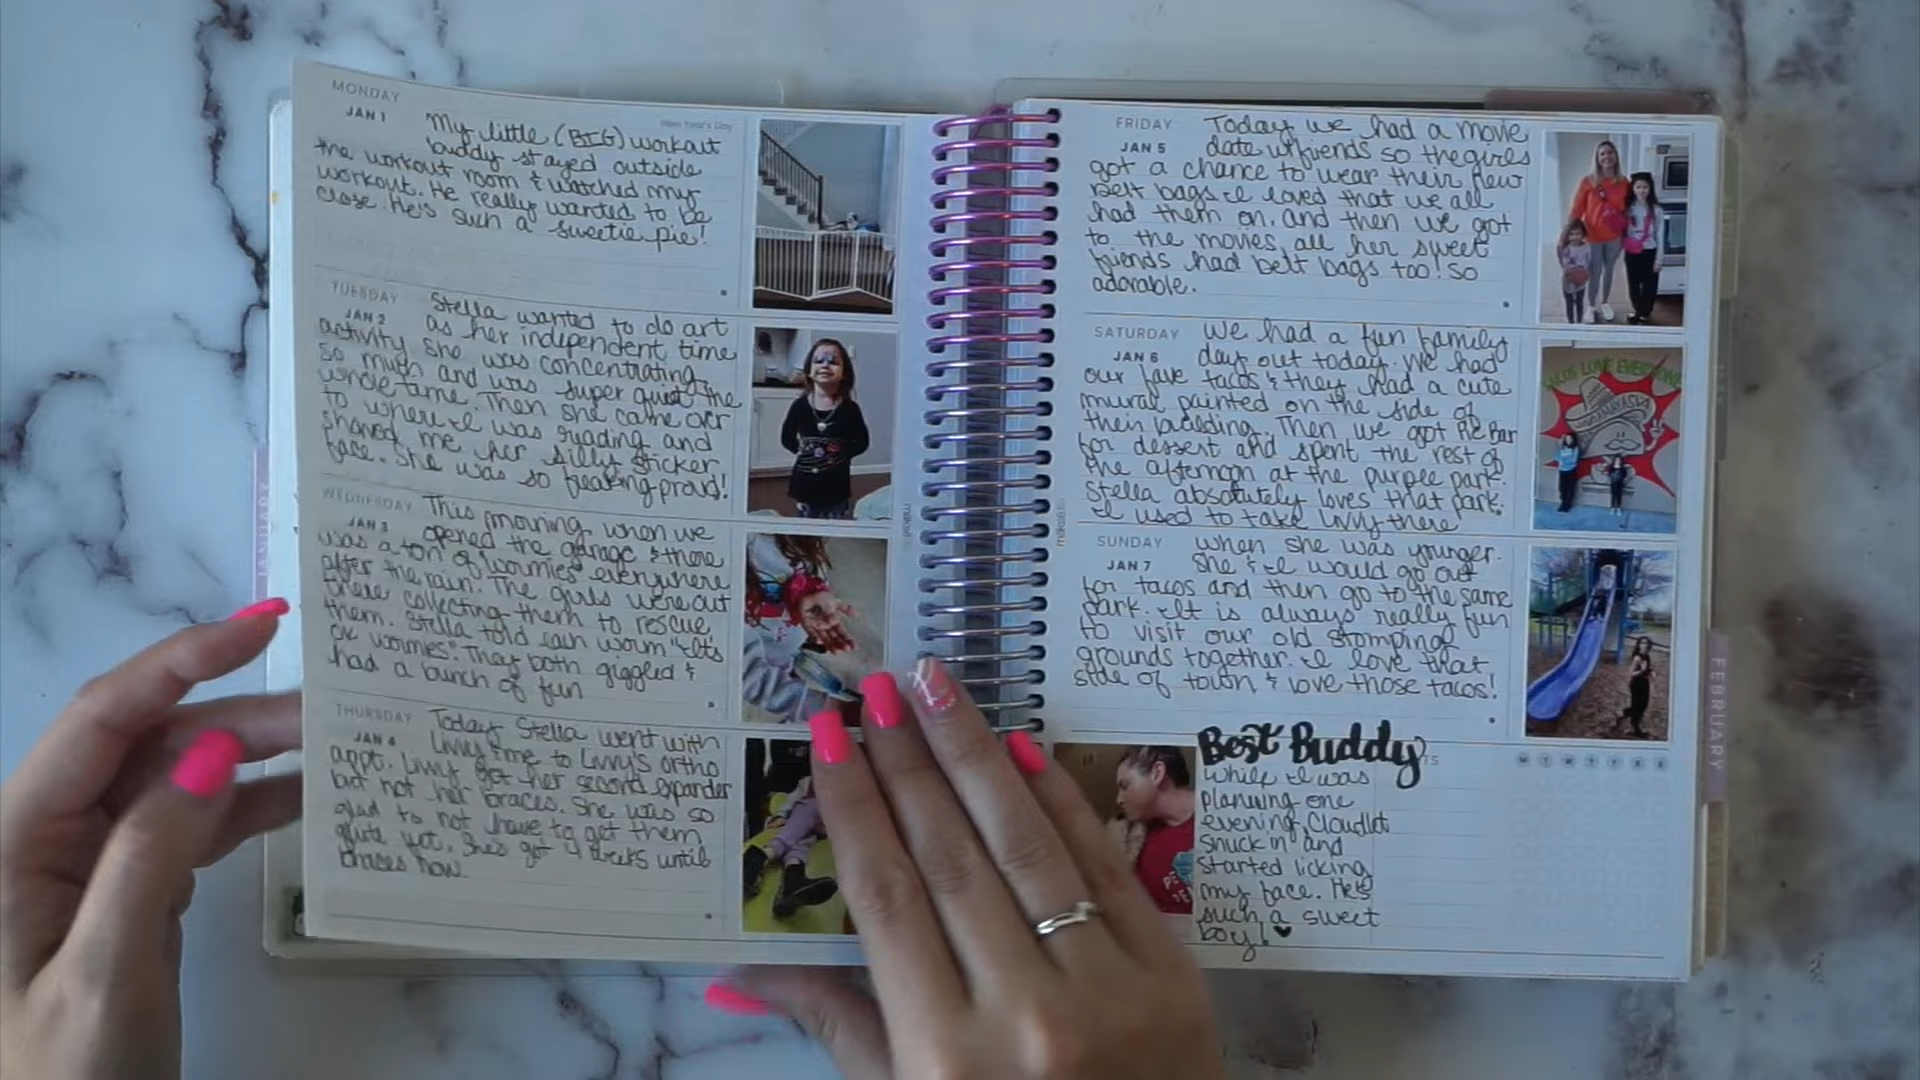 MONDAY
JAN 1
New Year's Day
My little (BIG) workout
buddy stayed outside
the workout room & watched my
workout. He really wanted to be
close. He's such a sweetie pie!
TUESDAY
JAN 2
Stella wanted to do art
as her independent time
activity she was concentrating
so much and was super quiet the
whole time. Then she came over
to where I was reading and
showed me her silly sticker
face. She was so freaking proud!
WEDNESDAY
JAN 3
This morning when we
opened the garage & there
was a ton of "wormies" everywhere
after the rain. The girls were out
there collecting them to rescue
them. Stella told each worm "It's
ok wormies". They both giggled &
had a bunch of fun
THURSDAY
JAN 4
Today Stella went with
Livvy & me to Livvy's ortho
appt. Livvy got her second expander
but not her braces. She was so
glad to not have to get them
quite yet. She's got 4 weeks until
braces now.
JANUARY
makse
FRIDAY
JAN 5
Today we had a movie
date w/friends so the girls
got a chance to wear their new
belt bags & I loved that we all
had them on. and then we got
to the movies all her sweet
friends had belt bags too! So
adorable.
SATURDAY
JAN 6
We had a fun family
day out today. We had
our fave tacos & they had a cute
mural painted on the side of
their building. Then we got Pie Bar
for dessert and spent the rest of
the afternoon at the purple park.
Stella absolutely loves that park.
I used to take Livvy there
TACOS LOVE EVERYONE
SUNDAY
JAN 7
when she was younger.
She & I would go out
for tacos and then go to the same
park. It is always really fun
to visit our old stomping
grounds together. I love that
side of town & love those tacos!
Best Buddy
While I was
planning one
evening, Cloudlet
snuck in and
started licking
my face. He's
such a sweet
boy! ♥
M T W T F S S
FEBRUARY